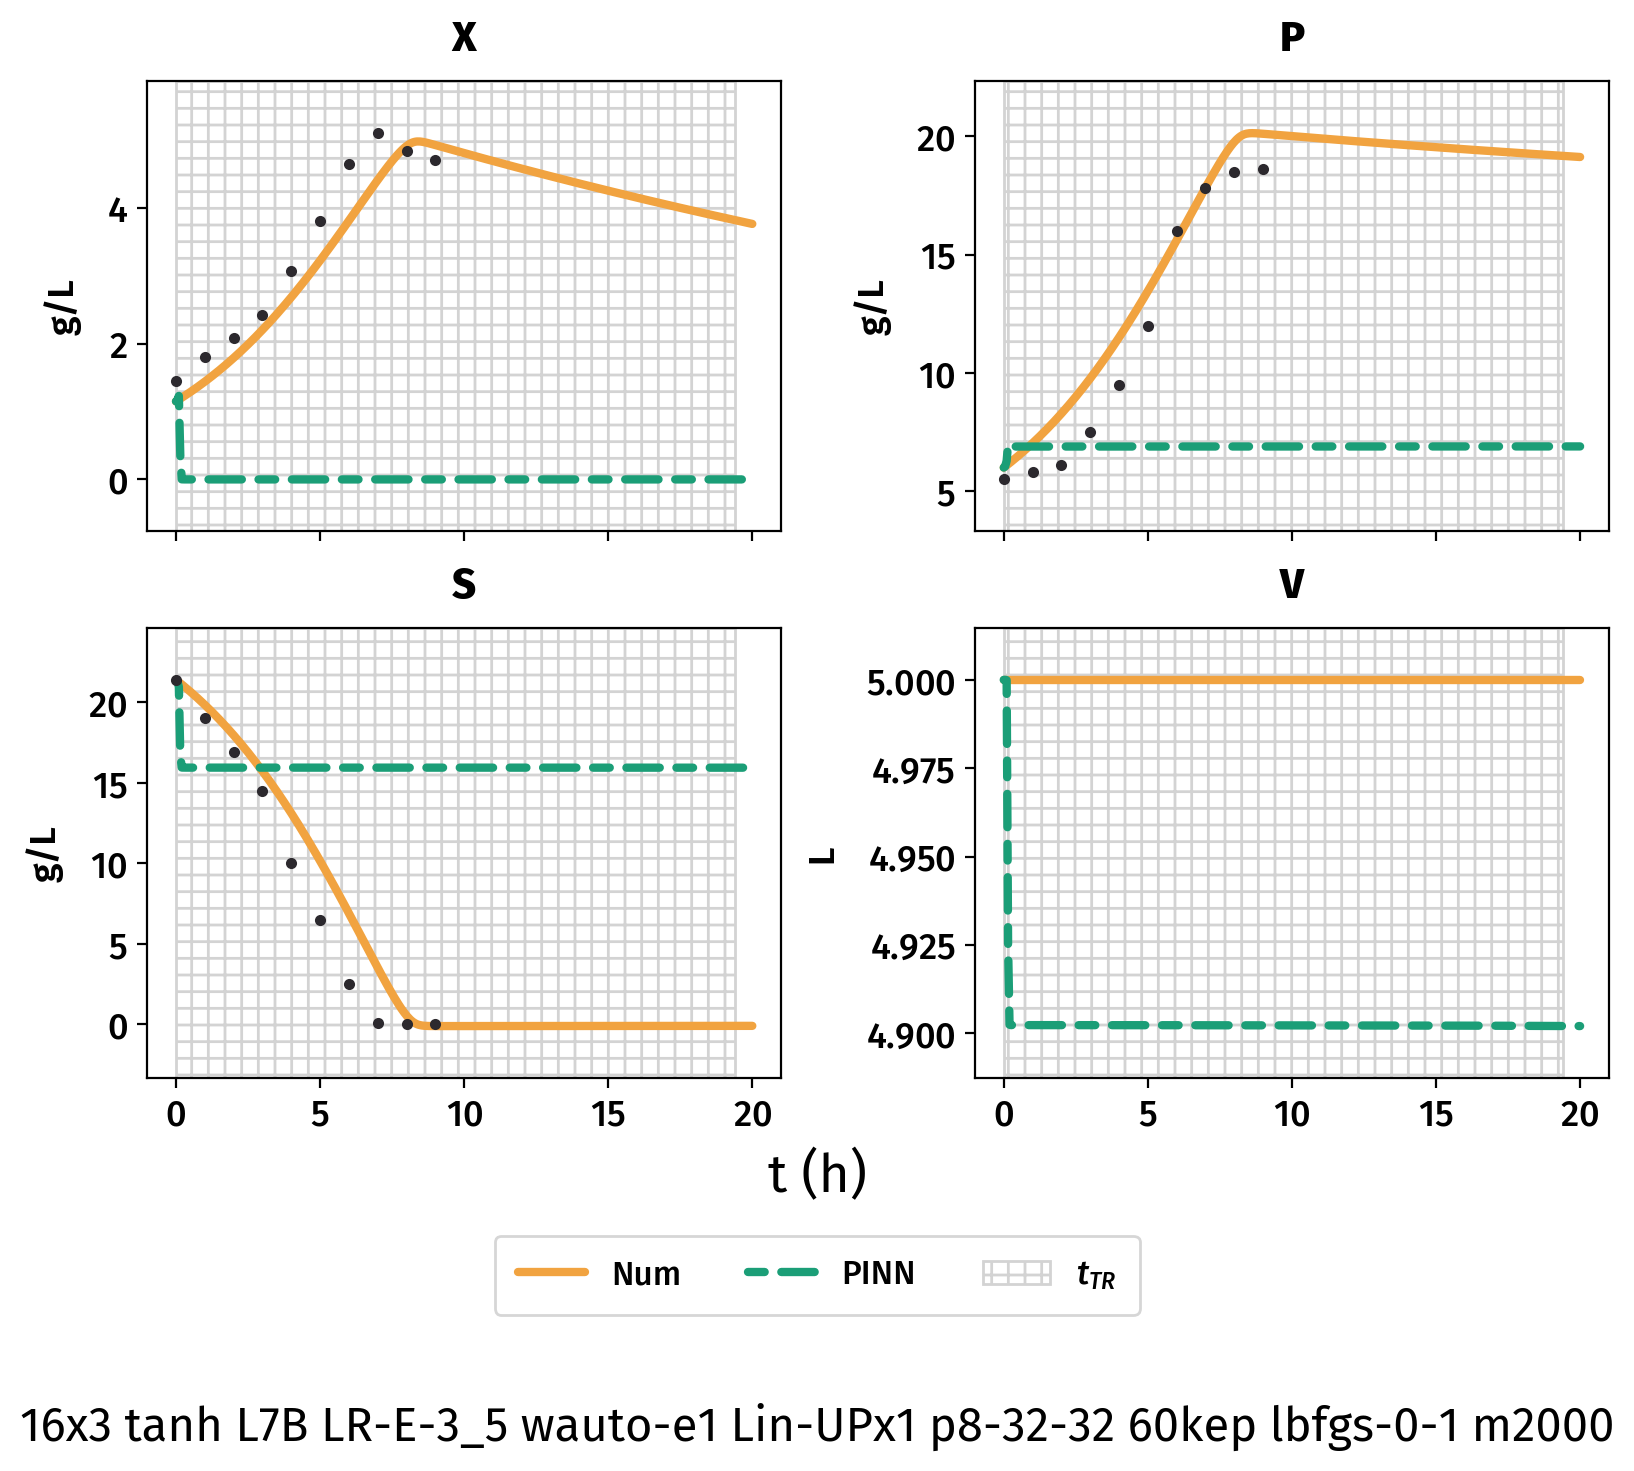 X
P
4
2
0
g/L
20
15
10
5
g/L
S
V
20
15
10
5
0
g/L
5.000
4.975
4.950
4.925
4.900
L
0 5 10 15 20
0 5 10 15 20
t (h)
Num PINN t_TR
16x3 tanh L7B LR-E-3_5 wauto-e1 Lin-UPx1 p8-32-32 60kep lbfgs-0-1 m2000